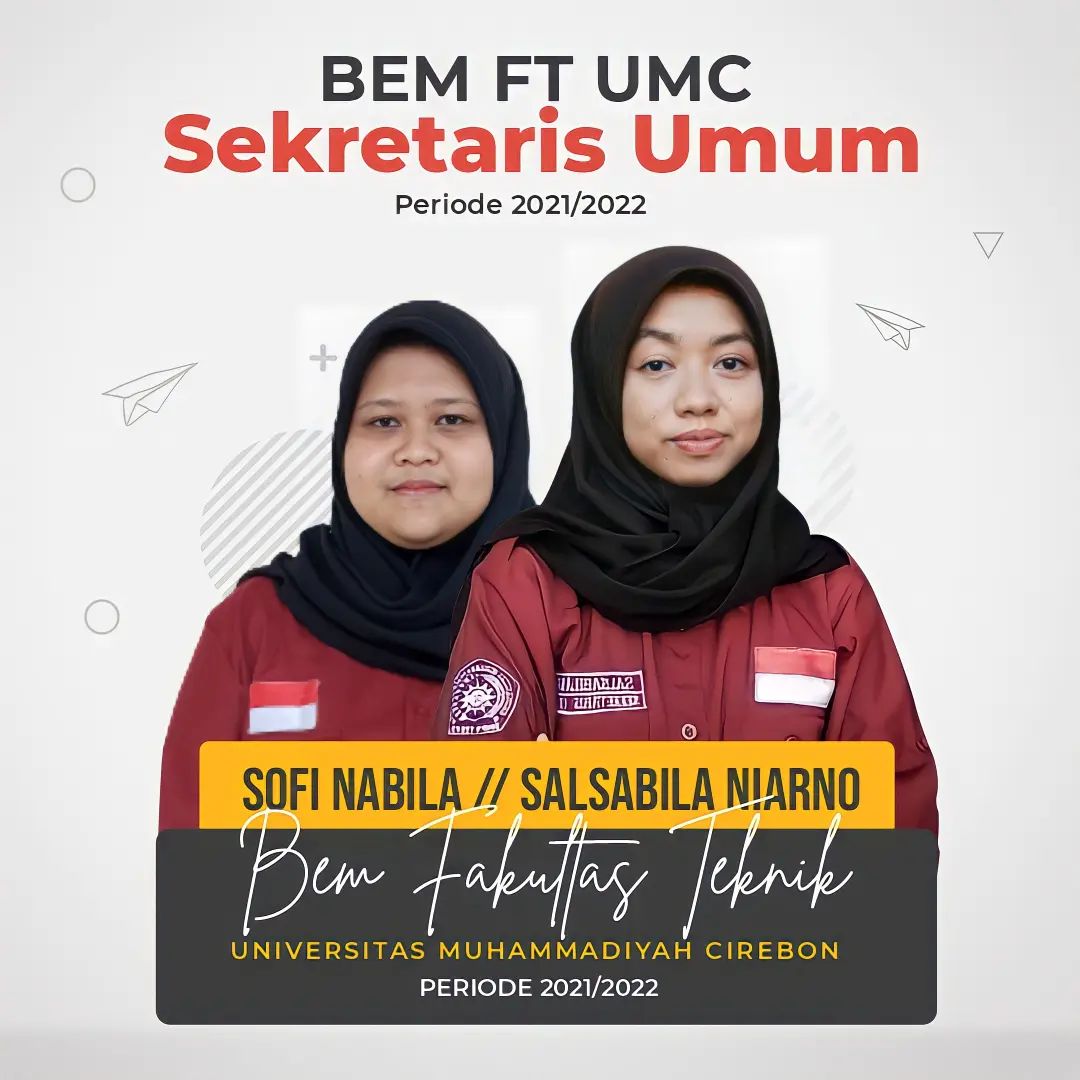 BEM FT UMC
Sekretaris Umum
Periode 2021/2022
SOFI NABILA // SALSABILA NIARNO
Bem Fakultas Teknik
UNIVERSITAS MUHAMMADIYAH CIREBON
PERIODE 2021/2022